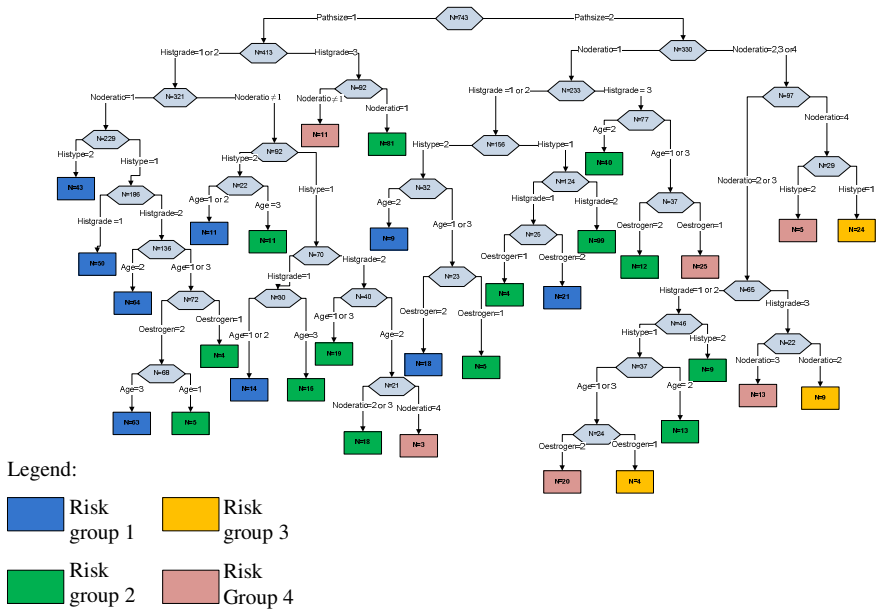 Pathsize=1
N=743
Pathsize=2
Histgrade=1 or 2
N=413
Histgrade=3
Noderatio=1
N=330
Noderatio=2,3 or4
Noderatio=1
N=321
Noderatio≠1
N=92
Noderatio≠1
Noderatio=1
Histgrade =1 or 2
N=233
Histgrade = 3
N=97
Noderatio=4
N=229
Histype=2
Histype=1
N=11
N=81
N=92
Histype=2
Histype=1
Histype=2
Histype=1
N=77
Age=2
Age=1 or 3
N=43
N=186
N=22
Age=1 or 2
Age =3
N=32
Age=2
Age=1 or 3
N=124
Histgrade=1
Histgrade=2
N=40
N=37
Oestrogen=2
Oestrogen=1
Noderatio=2 or 3
N=29
Histype=2
Histype=1
Histgrade =1
Histgrade=2
N=11
N=11
N=9
N=5
N=24
N=50
N=136
Age=2
Age=1 or 3
N=70
Histgrade=1
Histgrade=2
N=25
Oestrogen=1
Oestrogen=2
N=99
N=12
N=25
N=64
N=72
Oestrogen=2
Oestrogen=1
N=30
Age=1 or 2
Age=3
N=40
Age=1 or 3
Age=2
N=23
Oestrogen=2
Oestrogen=1
N=4
N=21
Histgrade=1 or 2
N=65
Histgrade=3
N=4
N=19
N=46
Histype=1
Histype=2
N=22
Noderatio=3
Noderatio=2
N=68
Age=3
Age=1
N=14
N=16
N=21
Noderatio=2 or 3
Noderatio=4
N=18
N=5
N=37
Age=1 or 3
Age= 2
N=9
N=13
N=9
N=63
N=5
N=18
N=3
N=24
Oestrogen=2
Oestrogen=1
N=13
N=20
N=4
Legend:
Risk
group 1
Risk
group 3
Risk
group 2
Risk
Group 4